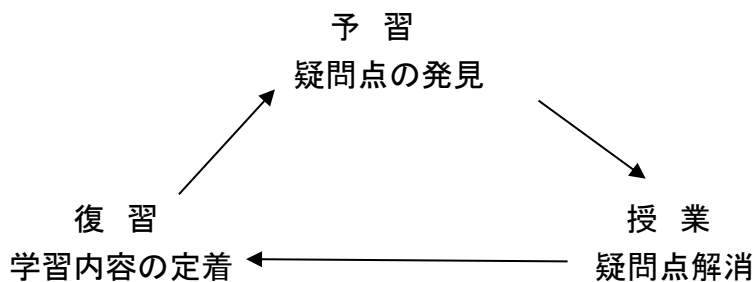 予 習
疑問点の発見
復 習
学習内容の定着
授 業
疑問点解消